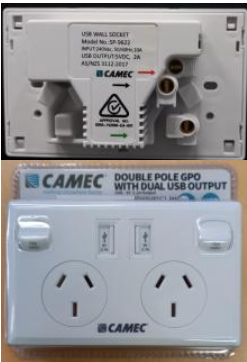 USB WALL SOCKET
Model No. SP-9622
INPUT:240Vac, 50/60Hz,10A
USB OUTPUT:5VDC, 2A
AS/NZS 3112:2017
CAMEC
APPROVAL NO.
CAMEC
DOUBLE POLE GPO
WITH DUAL USB OUTPUT
CAMEC